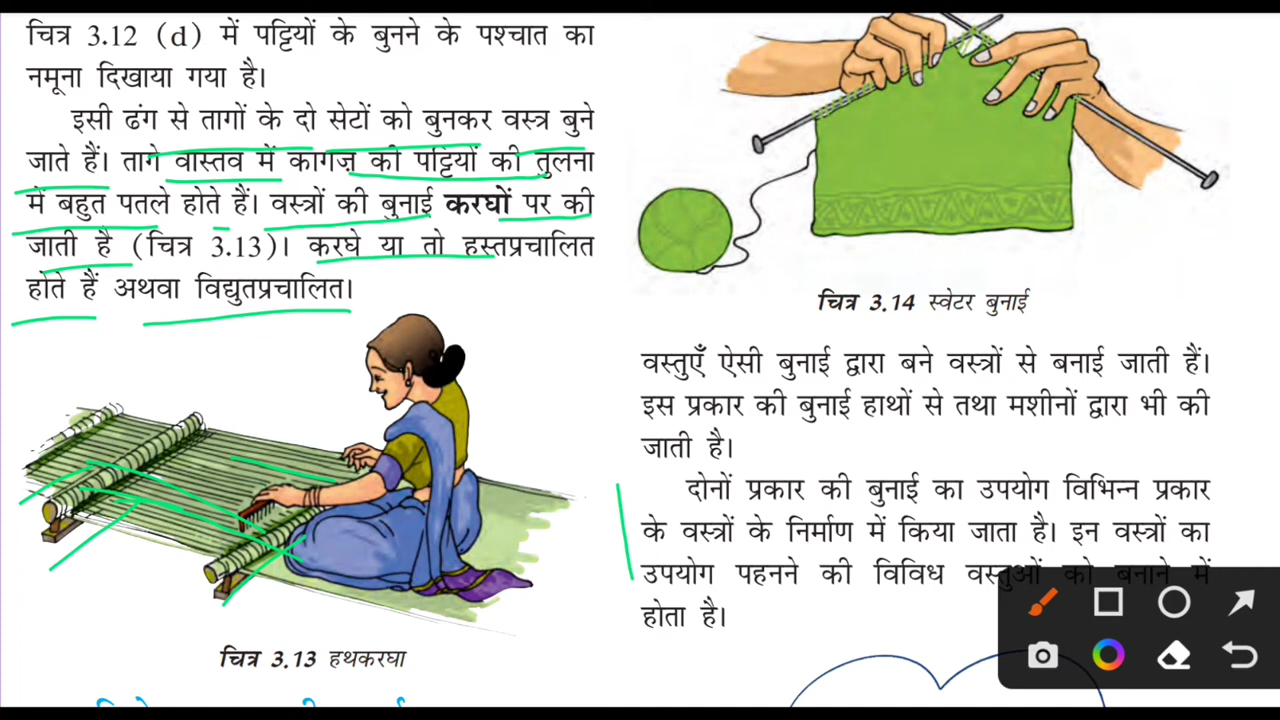 चित्र 3.12 (d) में पट्टियों के बुनने के पश्चात का
नमूना दिखाया गया है।
इसी ढंग से तागों के दो सेटों को बुनकर वस्त्र बुने
जाते हैं। तागे वास्तव में कागज़ की पट्टियों की तुलना
में बहुत पतले होते हैं। वस्त्रों की बुनाई करघों पर की
जाती है (चित्र 3.13)। करघे या तो हस्तप्रचालित
होते हैं अथवा विद्युतप्रचालित।
चित्र 3.13 हथकरघा
चित्र 3.14 स्वेटर बुनाई
वस्तुएँ ऐसी बुनाई द्वारा बने वस्त्रों से बनाई जाती हैं।
इस प्रकार की बुनाई हाथों से तथा मशीनों द्वारा भी की
जाती है।
दोनों प्रकार की बुनाई का उपयोग विभिन्न प्रकार
के वस्त्रों के निर्माण में किया जाता है। इन वस्त्रों का
उपयोग पहनने की विविध वस्तुओं को बनाने में
होता है।